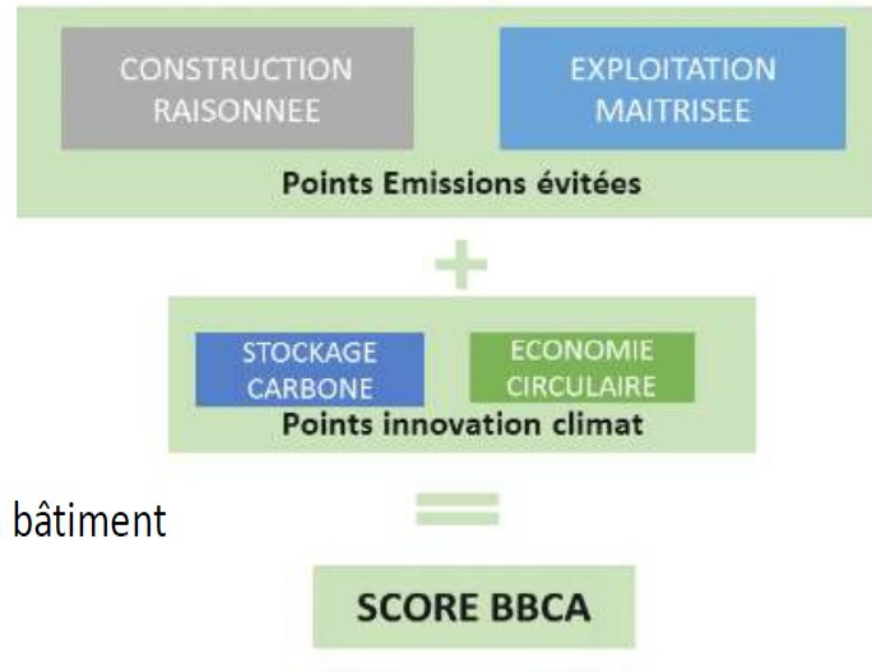 CONSTRUCTION
RAISONNEE
EXPLOITATION
MAITRISEE
Points Emissions évitées
+
STOCKAGE
CARBONE
ECONOMIE
CIRCULAIRE
Points innovation climat
=
bâtiment
SCORE BBCA